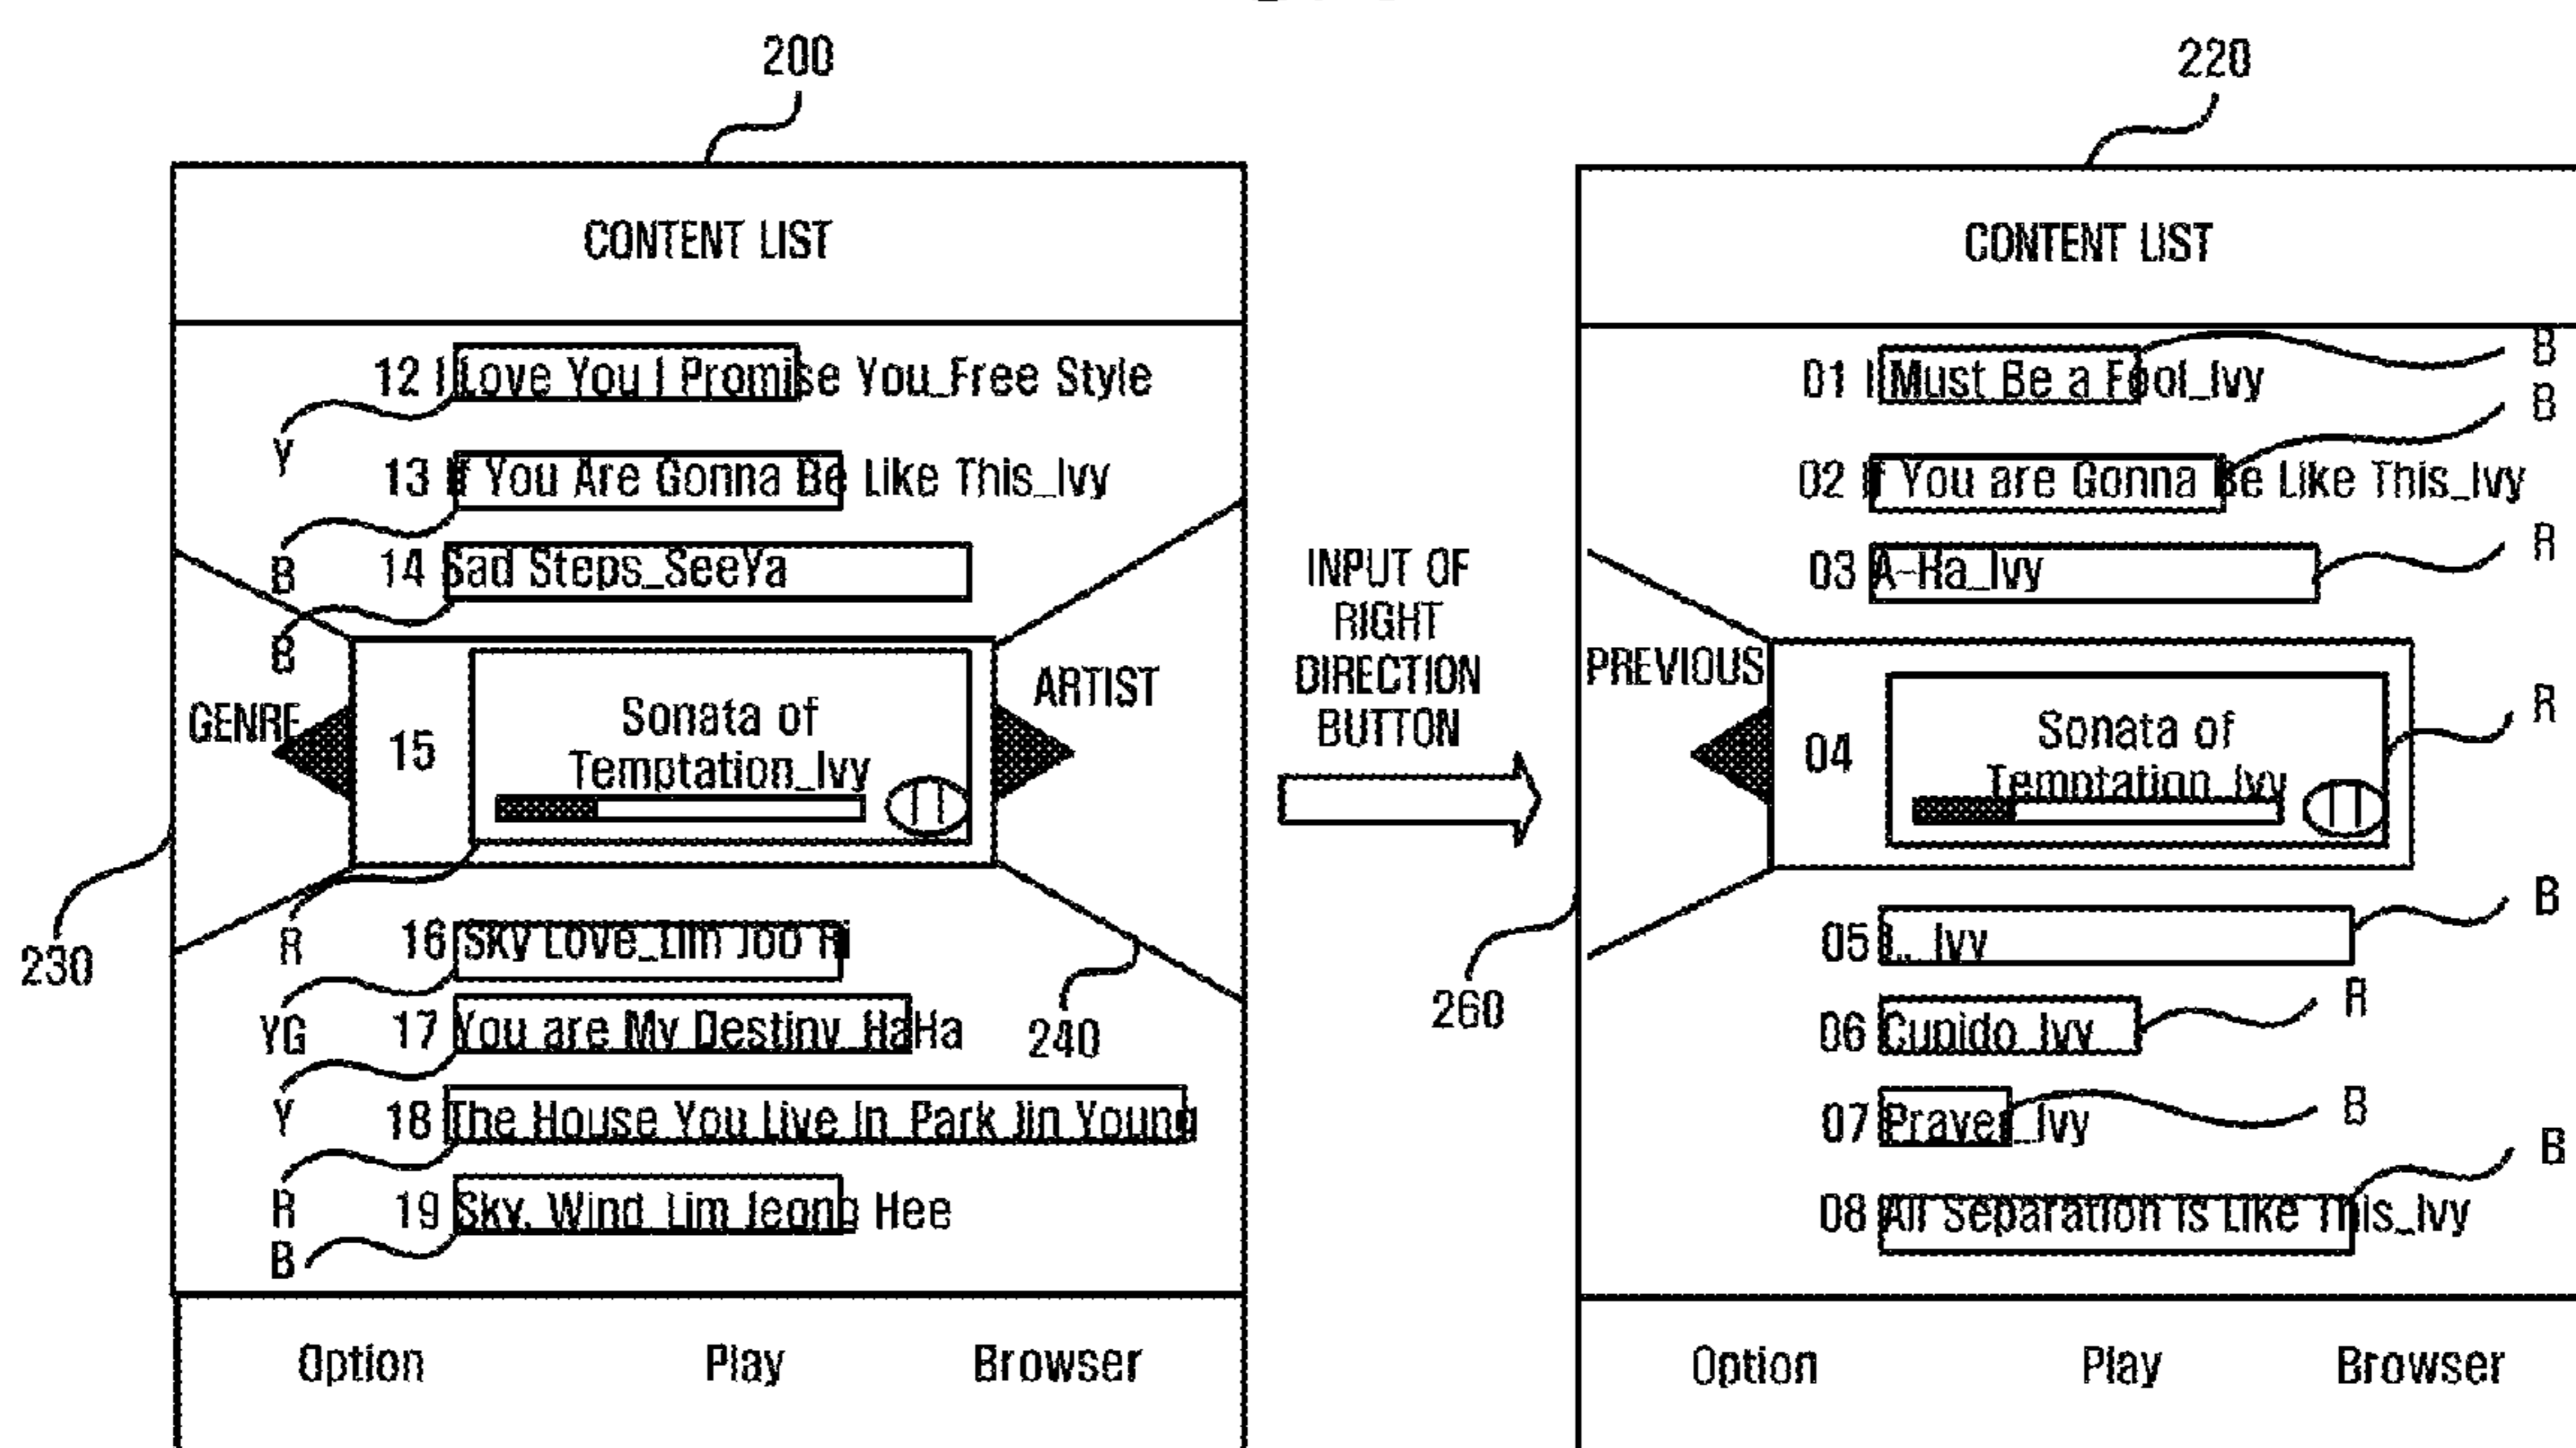 200
CONTENT LIST
12 I Love You I Promise You_Free Style
Y
13 If You Are Gonna Be Like This_Ivy
B
14 Sad Steps_SeeYa
B
GENRE
15
Sonata of
Temptation_Ivy
ARTIST
230
R
16 Sky Love_Lim Joo Ri
YG
17 You are My Destiny_HaHa
240
Y
18 The House You Live In_Park Jin Young
R
19 Sky, Wind_Lim Jeong Hee
B
Option Play Browser
INPUT OF
RIGHT
DIRECTION
BUTTON
220
CONTENT LIST
B
01 I Must Be a Fool_Ivy
B
02 If You are Gonna Be Like This_Ivy
R
03 A-Ha_Ivy
PREVIOUS
R
04
Sonata of
Temptation_Ivy
260
B
05 I..._Ivy
R
06 Cupido_Ivy
B
07 Prayer_Ivy
B
08 All Separation Is Like This_Ivy
Option Play Browser